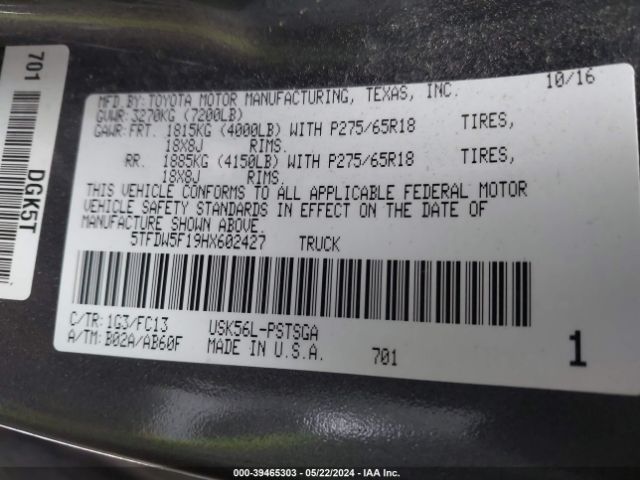 701
DGK5T
MFD.BY:TOYOTA MOTOR MANUFACTURING, TEXAS, INC. 10/16
GVWR:3270KG (7200LB)
GAWR:FRT. 1815KG (4000LB) WITH P275/65R18 TIRES,
18X8J RIMS.
RR. 1885KG (4150LB) WITH P275/65R18 TIRES,
18X8J RIMS.
THIS VEHICLE CONFORMS TO ALL APPLICABLE FEDERAL MOTOR
VEHICLE SAFETY STANDARDS IN EFFECT ON THE DATE OF
MANUFACTURE SHOWN ABOVE.
5TFDW5F19HX602427 TRUCK
C/TR:1G3/FC13 USK56L-PSTSGA
A/TM:B02A/AB60F MADE IN U.S.A. 701 1
000-39465303 - 05/22/2024 - IAA Inc.